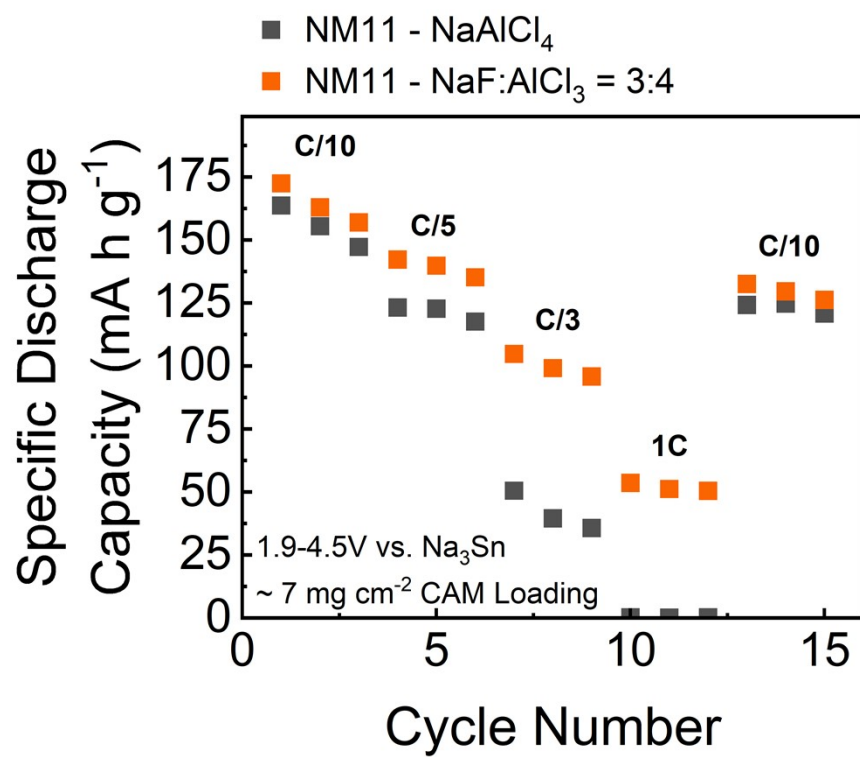 NM11 - NaAlCl₄
NM11 - NaF:AlCl₃ = 3:4
Specific Discharge
Capacity (mA h g⁻¹)
175
150
125
100
75
50
25
0
C/10
C/5
C/3
1C
C/10
1.9-4.5V vs. Na₃Sn
~ 7 mg cm⁻² CAM Loading
0
5
10
15
Cycle Number